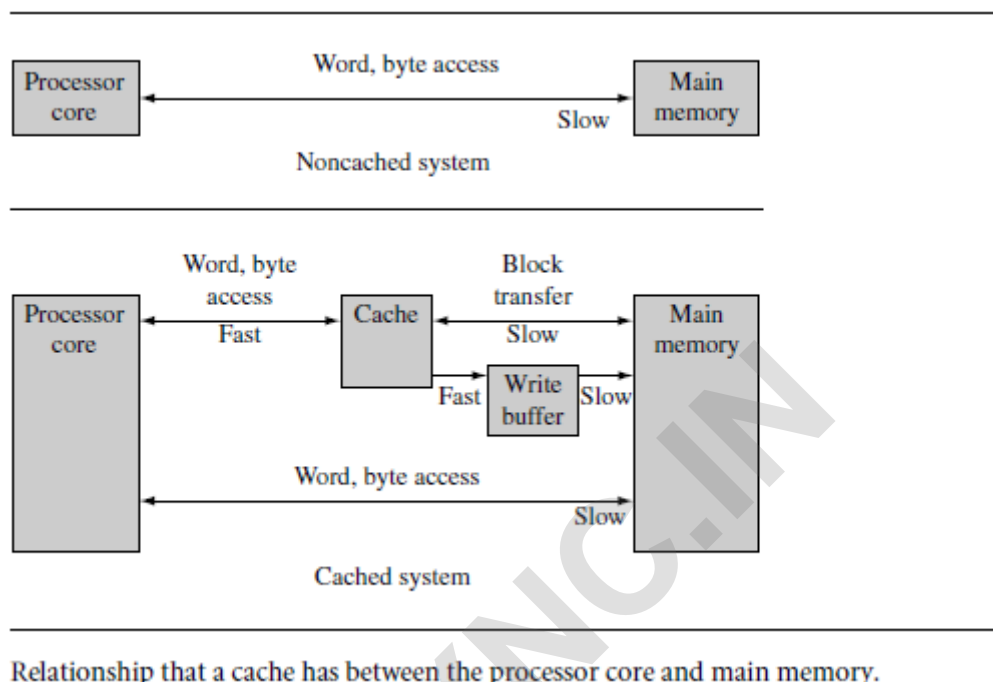 Word, byte access
Processor
core
Main
memory
Slow
Noncached system
Word, byte
access
Fast
Block
transfer
Slow
Processor
core
Cache
Main
memory
Fast
Write
buffer
Slow
Word, byte access
Slow
Cached system
Relationship that a cache has between the processor core and main memory.
NC.IN